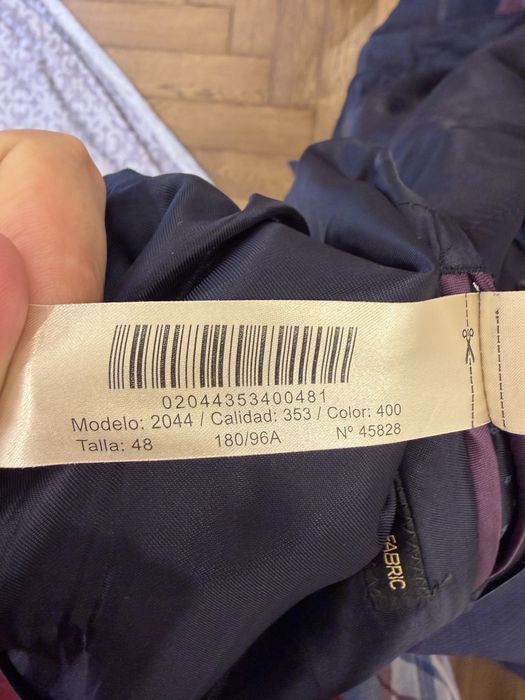 02044353400481
Modelo: 2044 / Calidad: 353 / Color: 400
Talla: 48 180/96A Nº 45828
FABRIC